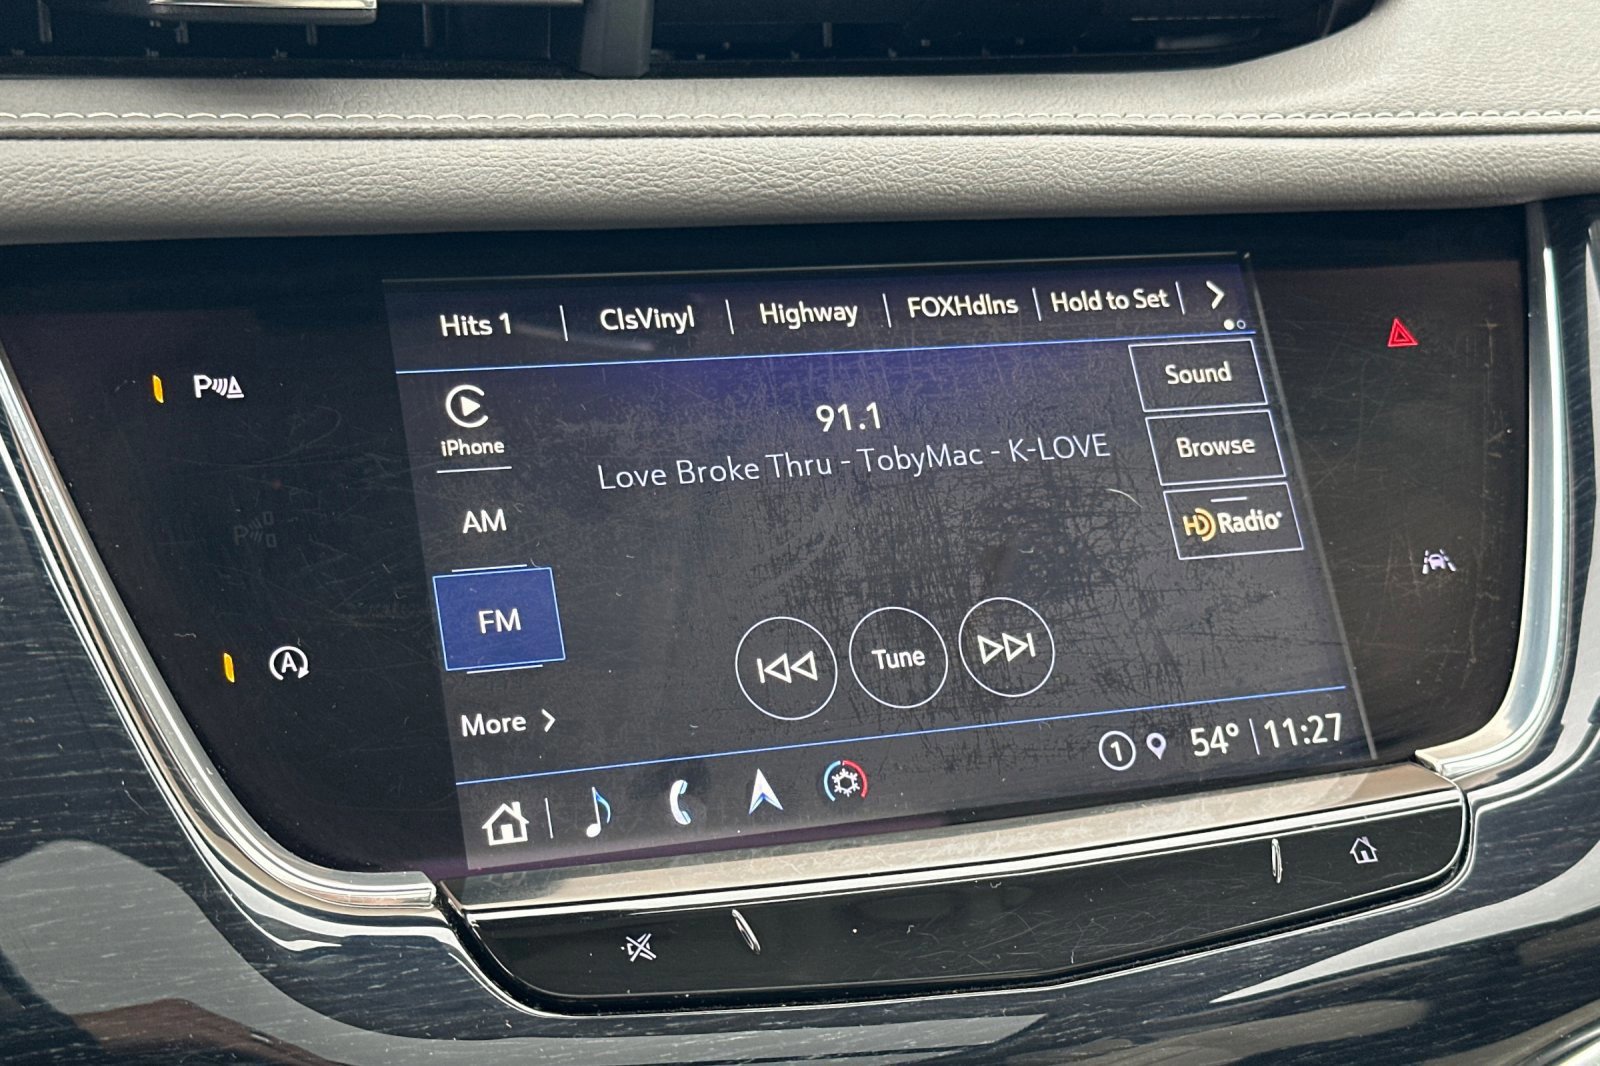 Hits 1 ClsVinyl Highway FOXHdlns Hold to Set
iPhone
91.1
Sound
Love Broke Thru - TobyMac - K-LOVE
Browse
AM
HD Radio
FM
Tune
More
1 54° 11:27
P
A